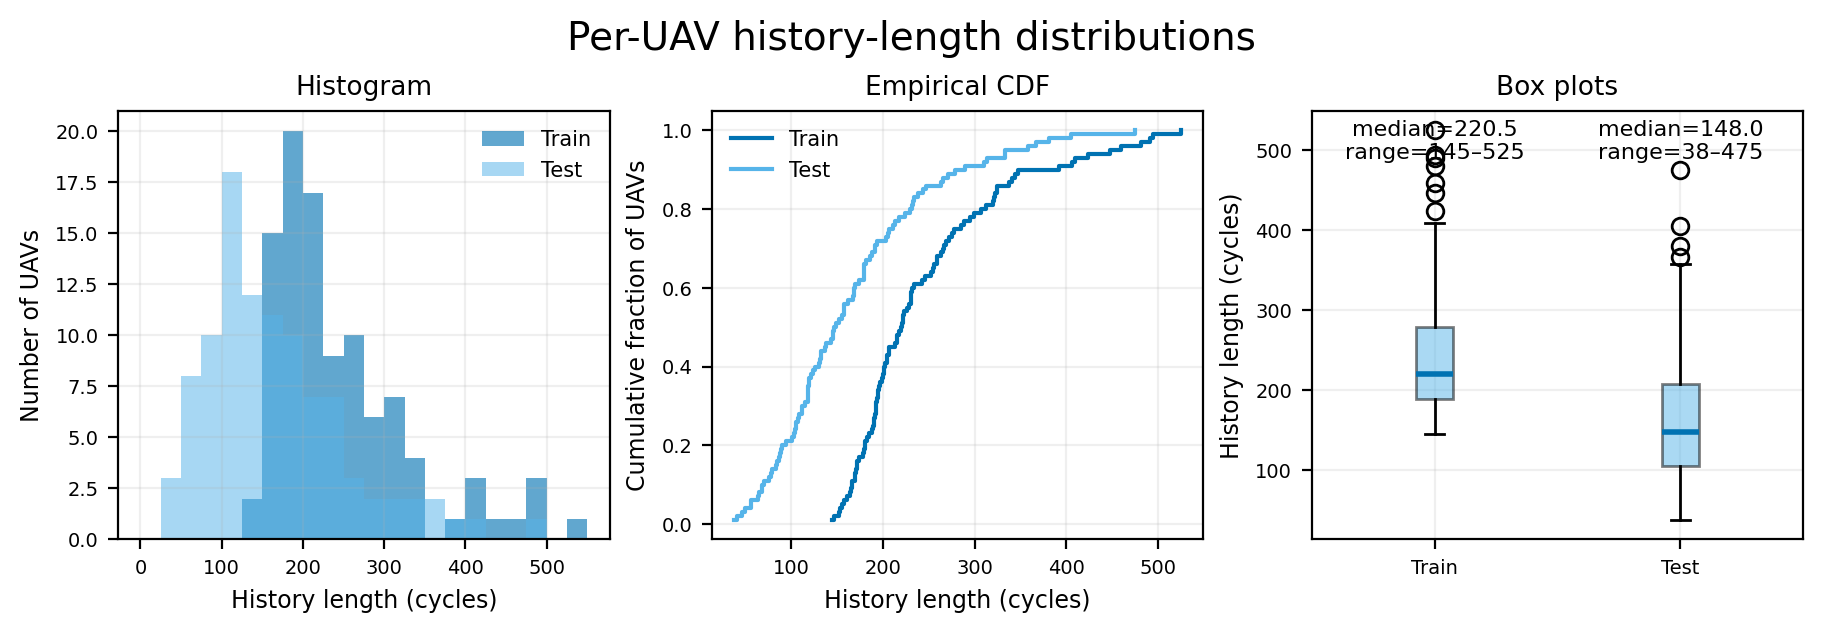 Per-UAV history-length distributions
Histogram
20.0
17.5
15.0
12.5
10.0
7.5
5.0
2.5
0.0
Number of UAVs
Train
Test
0 100 200 300 400 500
History length (cycles)
Empirical CDF
1.0
0.8
0.6
0.4
0.2
0.0
Cumulative fraction of UAVs
Train
Test
100 200 300 400 500
History length (cycles)
Box plots
500
400
300
200
100
History length (cycles)
median=220.5
range=145–525
median=148.0
range=38–475
Train Test